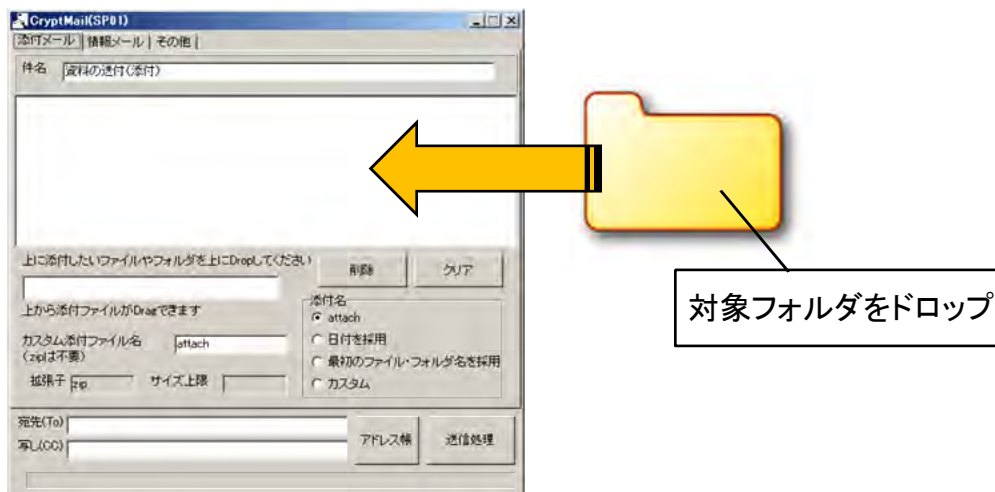 CryptMail(SP01)
添付メール 情報メール その他
件名 資料の送付(添付)
上に添付したいファイルやフォルダを上にDropしてください
削除 クリア
上から添付ファイルがDragできます
添付名
attach
日付を採用
最初のファイル・フォルダ名を採用
カスタム
カスタム添付ファイル名
(zipは不要)
attach
拡張子 zip サイズ上限
宛先(To)
写し(CC)
アドレス帳 送信処理
対象フォルダをドロップ